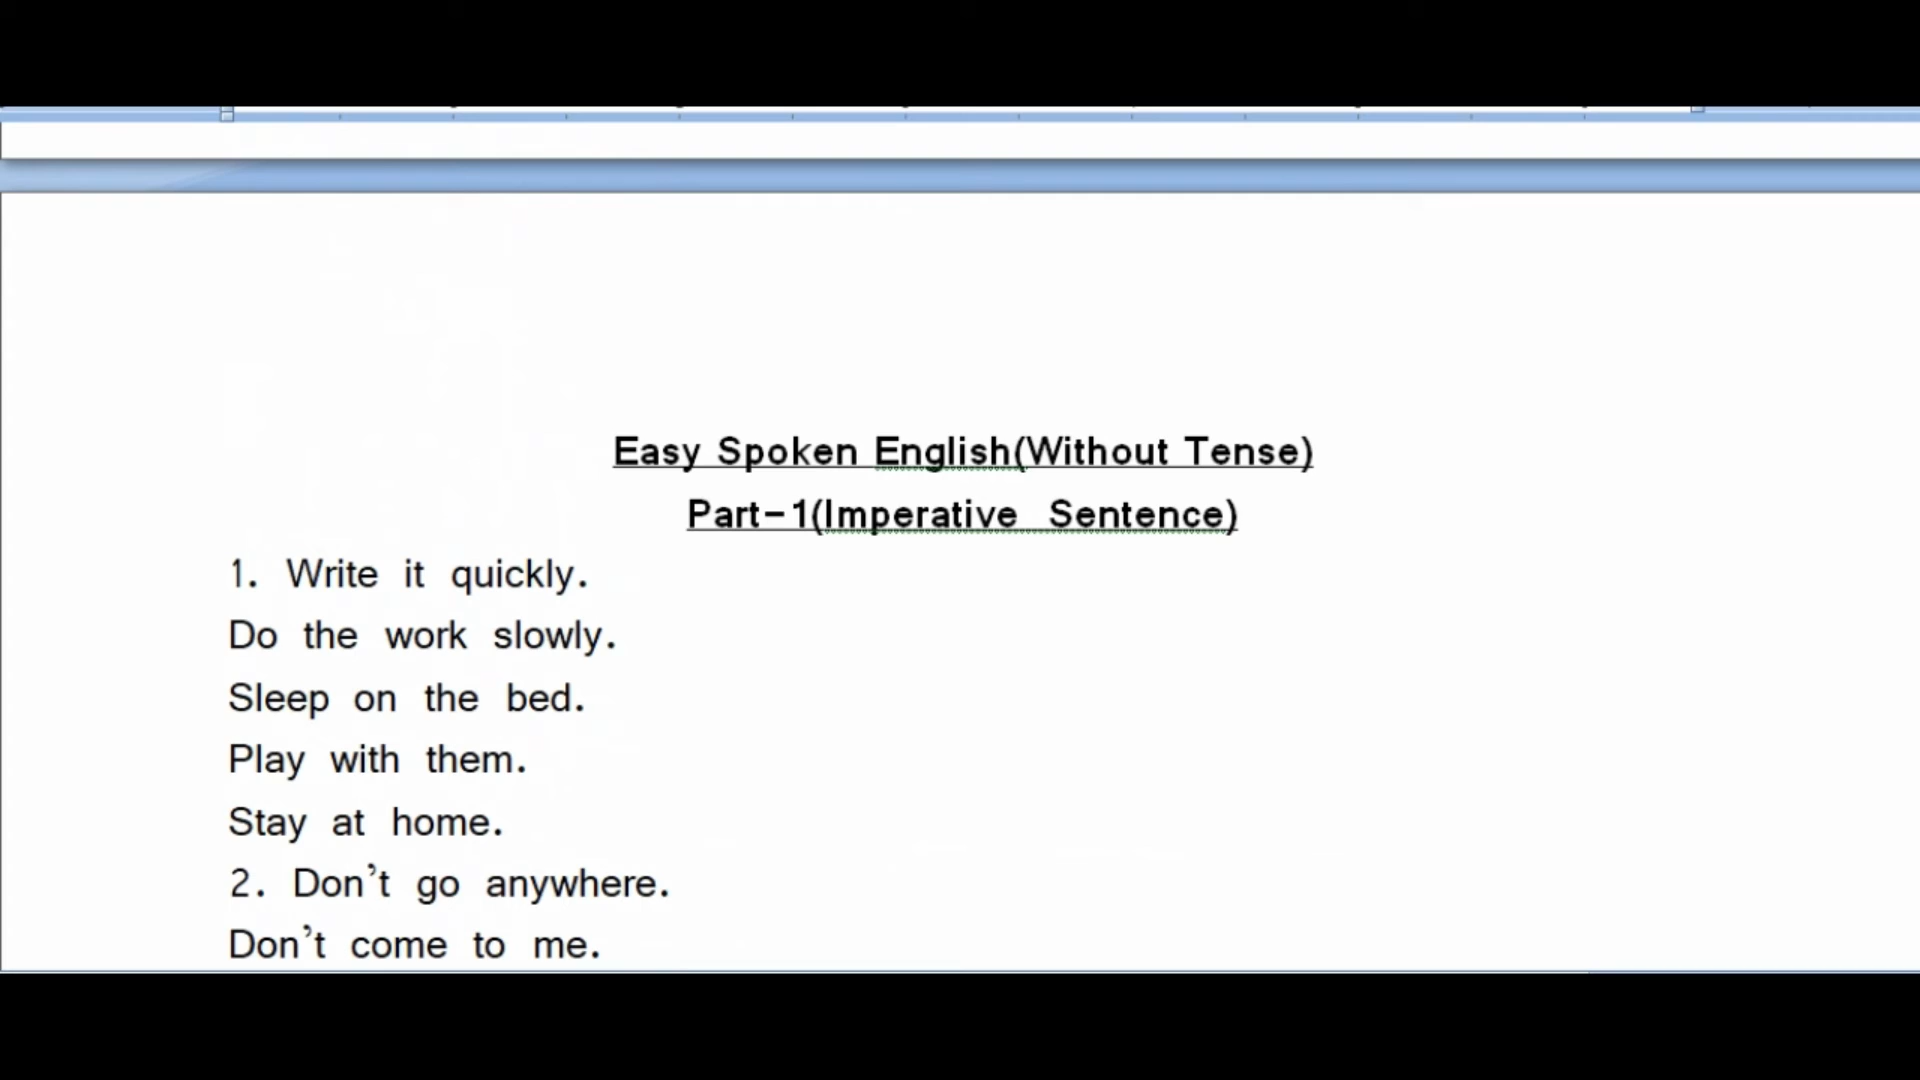 Easy Spoken English(Without Tense)
Part-1(Imperative Sentence)
1. Write it quickly.
Do the work slowly.
Sleep on the bed.
Play with them.
Stay at home.
2. Don't go anywhere.
Don't come to me.